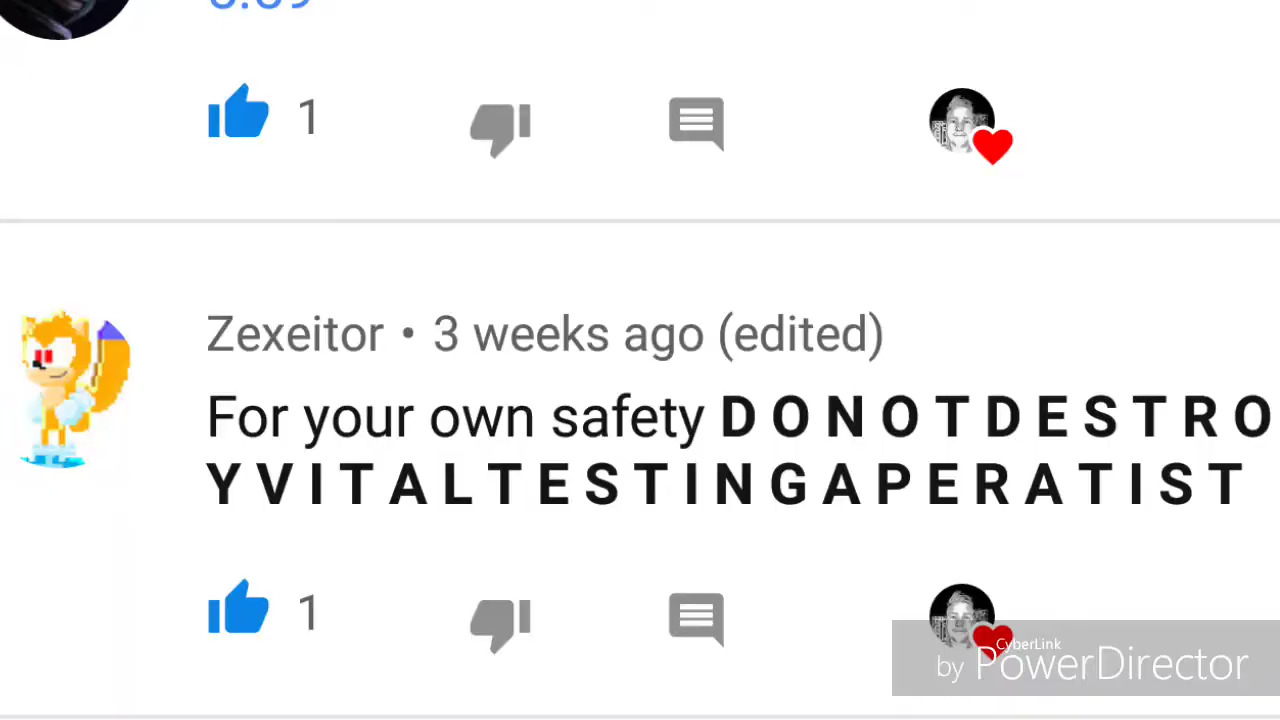 1
Zexeitor • 3 weeks ago (edited)
For your own safety D O N O T D E S T R O
Y V I T A L T E S T I N G A P E R A T I S T
1
CyberLink
by PowerDirector